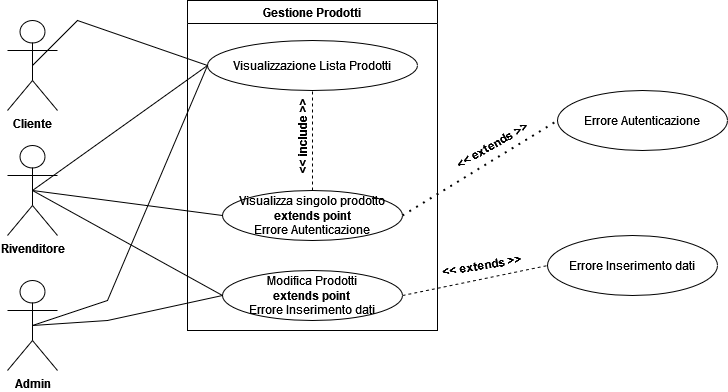 Gestione Prodotti
Visualizzazione Lista Prodotti
Cliente
<< include >>
<< extends >>
Errore Autenticazione
Rivenditore
Visualizza singolo prodotto
extends point
Errore Autenticazione
<< extends >>
Errore Inserimento dati
Modifica Prodotti
extends point
Errore Inserimento dati
Admin